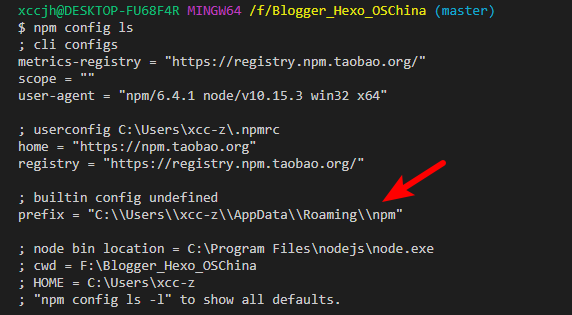 xccjh@DESKTOP-FU68F4R MINGW64 /f/Blogger_Hexo_OSChina (master)
$ npm config ls
; cli configs
metrics-registry = "https://registry.npm.taobao.org/"
scope = ""
user-agent = "npm/6.4.1 node/v10.15.3 win32 x64"
; userconfig C:\Users\xcc-z\.npmrc
home = "https://npm.taobao.org"
registry = "https://registry.npm.taobao.org/"
; builtin config undefined
prefix = "C:\\Users\\xcc-z\\AppData\\Roaming\\npm"
; node bin location = C:\Program Files\nodejs\node.exe
; cwd = F:\Blogger_Hexo_OSChina
; HOME = C:\Users\xcc-z
; "npm config ls -l" to show all defaults.